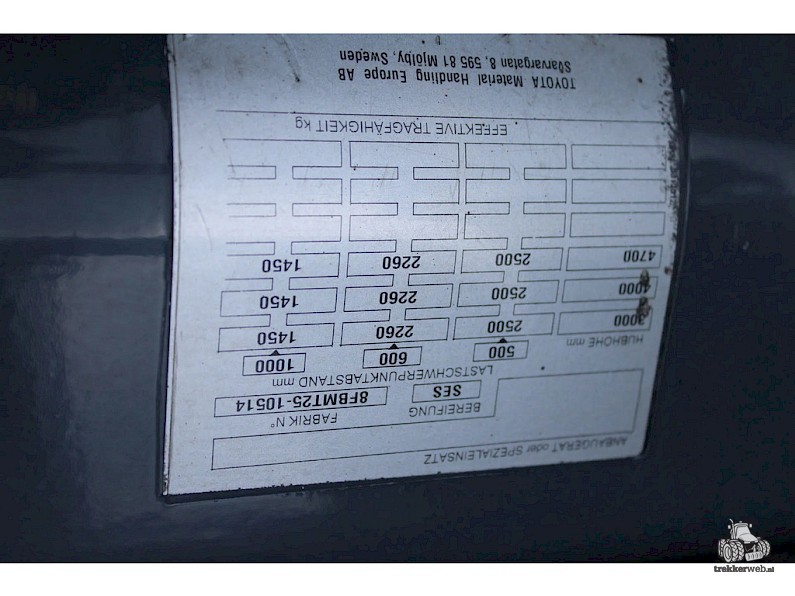 ANBAUGERÄT oder SPEZIALEINSATZ
BEREIFUNG FABRIK N°
SES 8FBMT25-10514
LASTSCHWERPUNKTABSTAND mm
HUBHÖHE mm 500 600 1000
3000 2500 2260 1450
4000 2500 2260 1450
4700 2500 2260 1450
EFFEKTIVE TRAGFÄHIGKEIT kg
TOYOTA Material Handling Europe AB
Svarvargatan 8, 595 81 Mjölby, Sweden
trekkerweb.nl